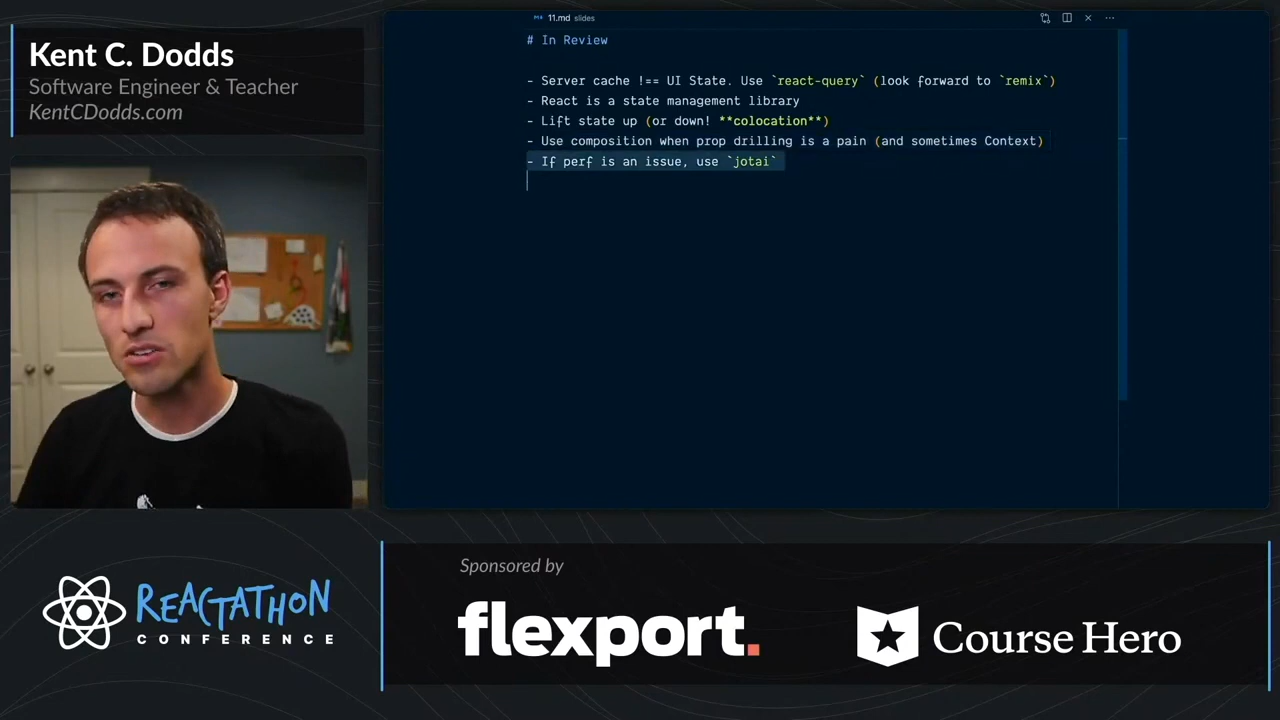 Kent C. Dodds
Software Engineer & Teacher
KentCDodds.com
11.md slides
# In Review
- Server cache !== UI State. Use `react-query` (look forward to `remix`)
- React is a state management library
- Lift state up (or down! **colocation**)
- Use composition when prop drilling is a pain (and sometimes Context)
- If perf is an issue, use `jotai`
REACTATHON
CONFERENCE
Sponsored by
flexport.
Course Hero